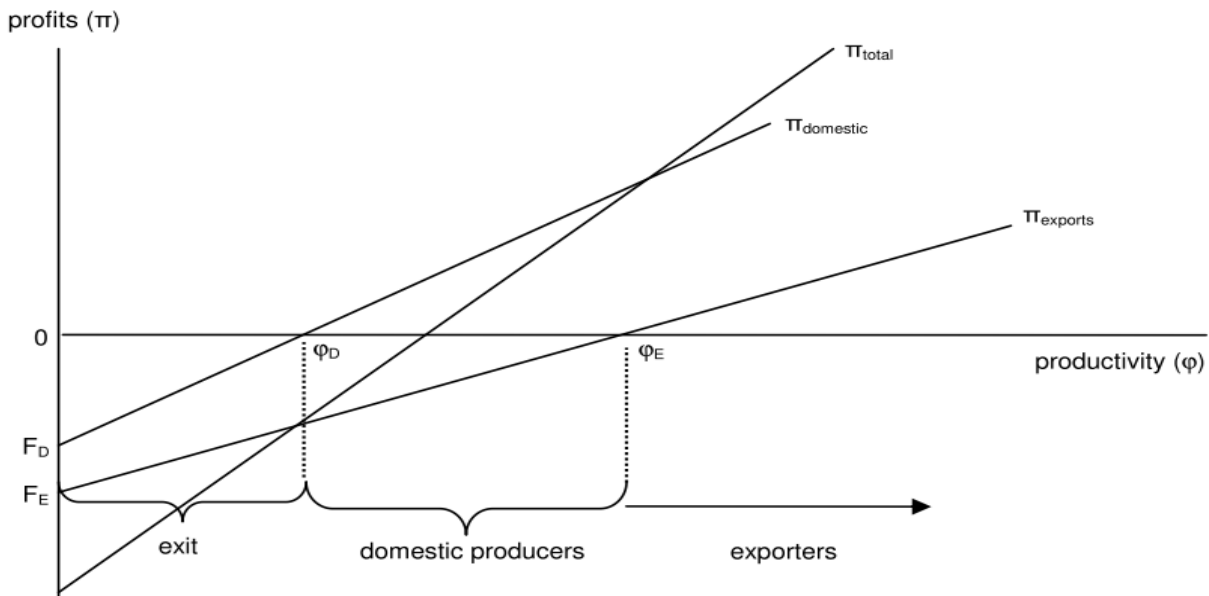 profits (π)
π_total
π_domestic
π_exports
0
φ_D
φ_E
productivity (φ)
F_D
F_E
exit
domestic producers
exporters